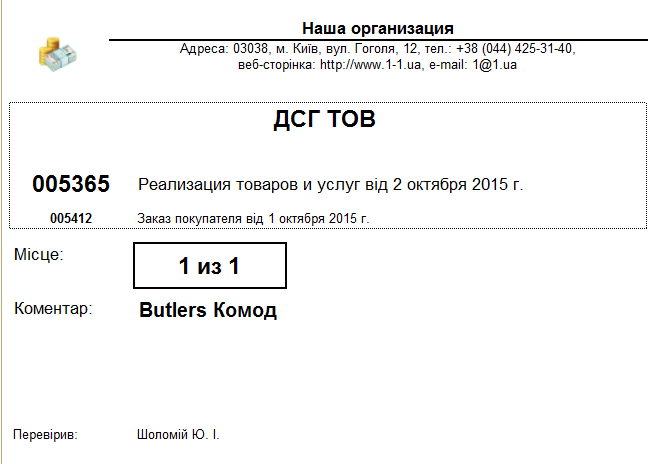 Наша организация
Адреса: 03038, м. Київ, вул. Гоголя, 12, тел.: +38 (044) 425-31-40,
веб-сторінка: http://www.1-1.ua, e-mail: 1@1.ua
ДСГ ТОВ
005365 Реализация товаров и услуг від 2 октября 2015 г.
005412 Заказ покупателя від 1 октября 2015 г.
Місце: 1 из 1
Коментар: Butlers Комод
Перевірив: Шоломій Ю. І.